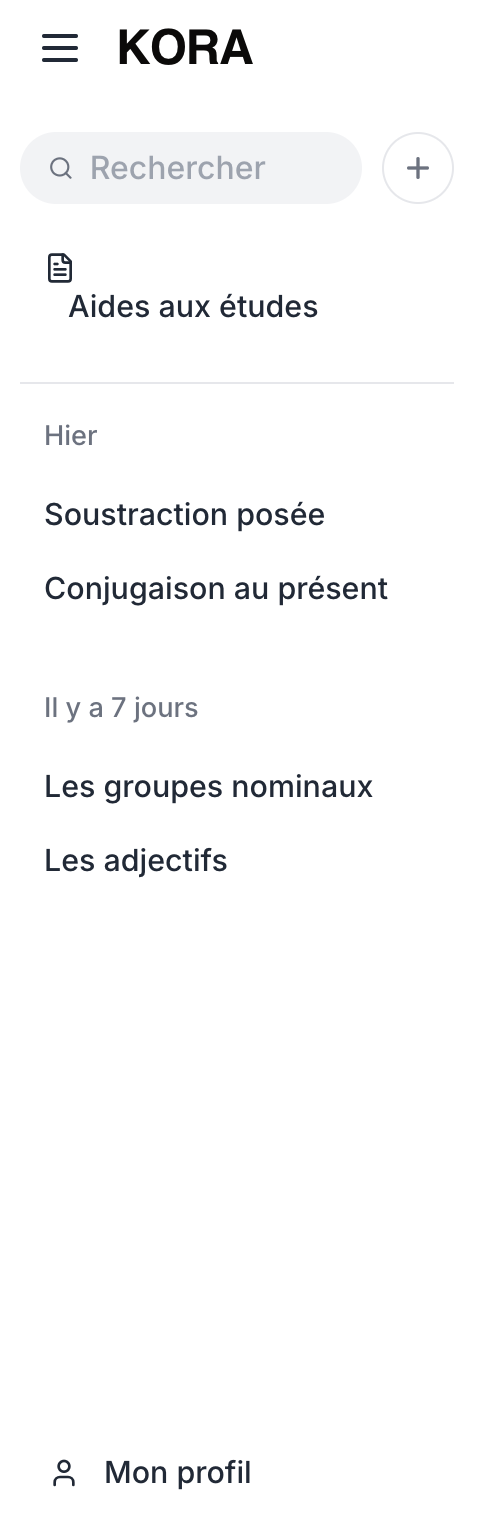 KORA
Rechercher
Aides aux études
Hier
Soustraction posée
Conjugaison au présent
Il y a 7 jours
Les groupes nominaux
Les adjectifs
Mon profil